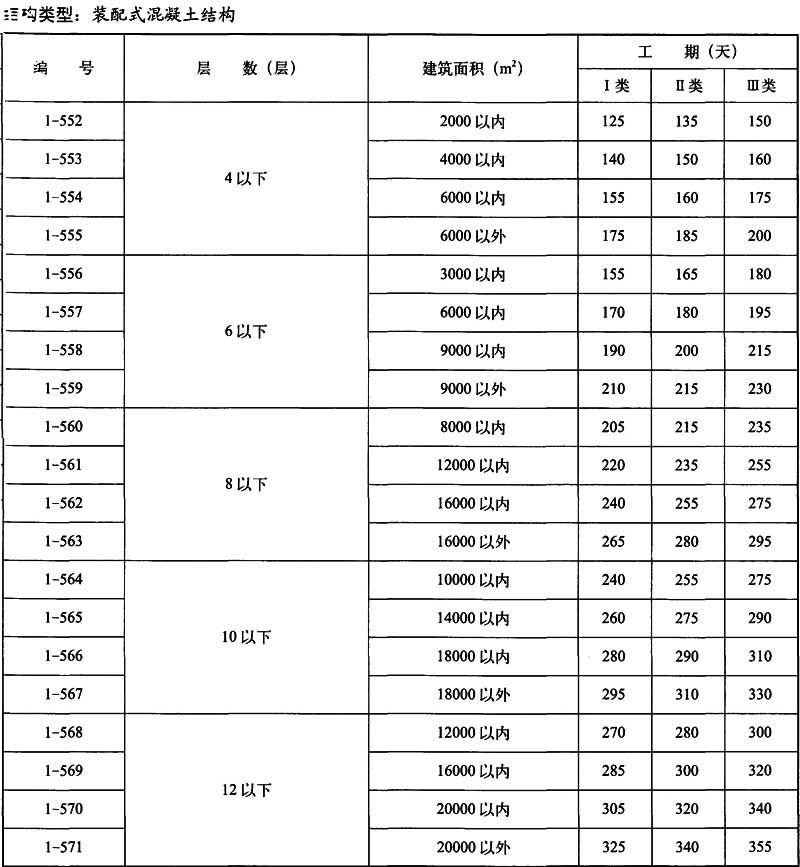 结构类型：装配式混凝土结构
编 号 层 数（层） 建筑面积（m²） 工 期（天）
Ⅰ类 Ⅱ类 Ⅲ类
1-552 4以下 2000以内 125 135 150
1-553 4000以内 140 150 160
1-554 6000以内 155 160 175
1-555 6000以外 175 185 200
1-556 6以下 3000以内 155 165 180
1-557 6000以内 170 180 195
1-558 9000以内 190 200 215
1-559 9000以外 210 215 230
1-560 8以下 8000以内 205 215 235
1-561 12000以内 220 235 255
1-562 16000以内 240 255 275
1-563 16000以外 265 280 295
1-564 10以下 10000以内 240 255 275
1-565 14000以内 260 275 290
1-566 18000以内 280 290 310
1-567 18000以外 295 310 330
1-568 12以下 12000以内 270 280 300
1-569 16000以内 285 300 320
1-570 20000以内 305 320 340
1-571 20000以外 325 340 355